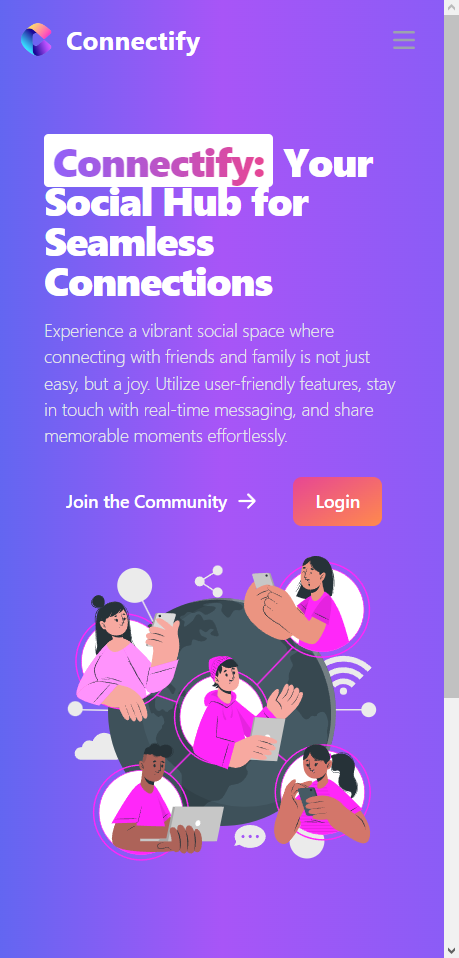 Connectify
Connectify: Your
Social Hub for
Seamless
Connections
Experience a vibrant social space where
connecting with friends and family is not just
easy, but a joy. Utilize user-friendly features, stay
in touch with real-time messaging, and share
memorable moments effortlessly.
Join the Community → Login